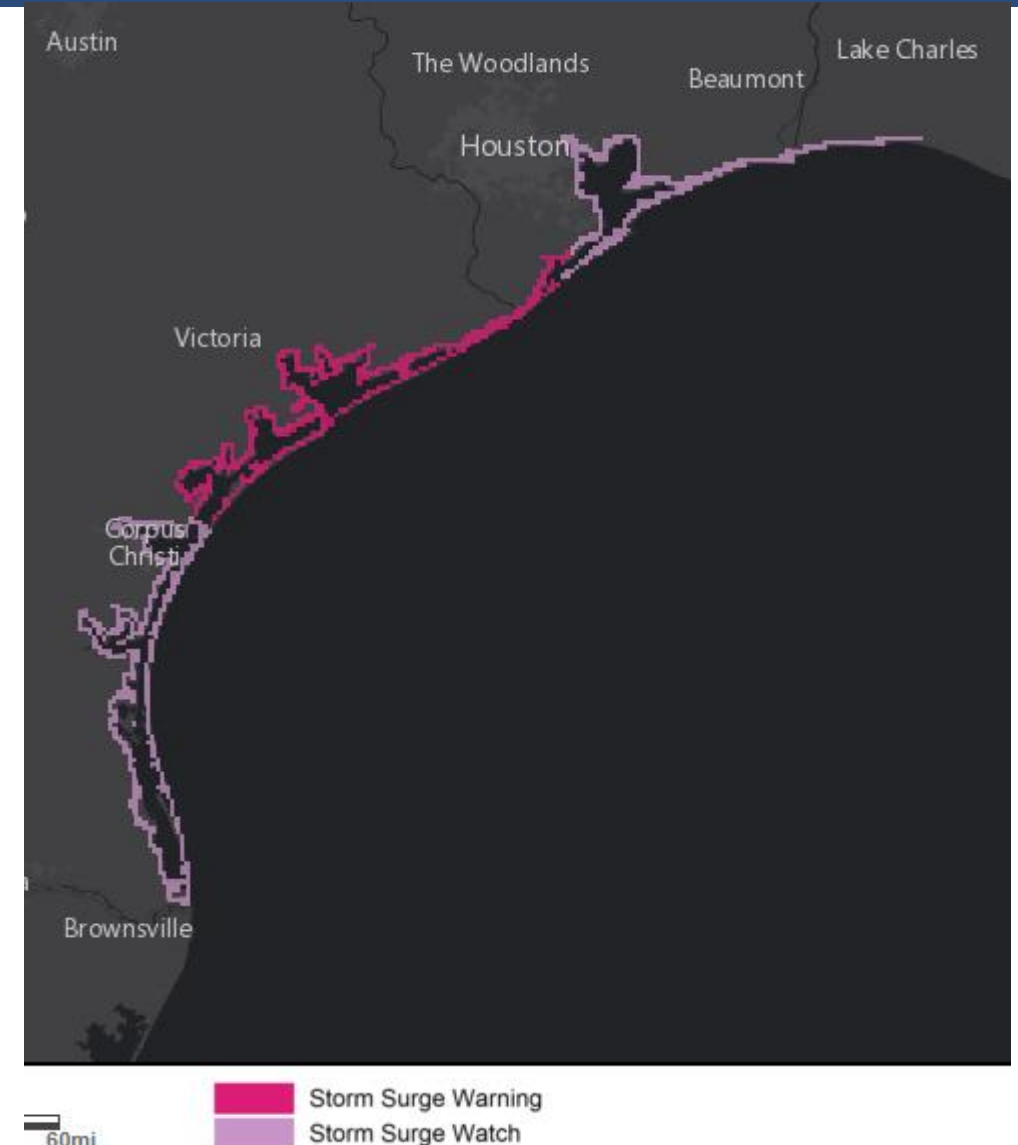 Austin
The Woodlands
Lake Charles
Beaumont
Houston
Victoria
Corpus
Christi
Brownsville
Storm Surge Warning
60mi
Storm Surge Watch